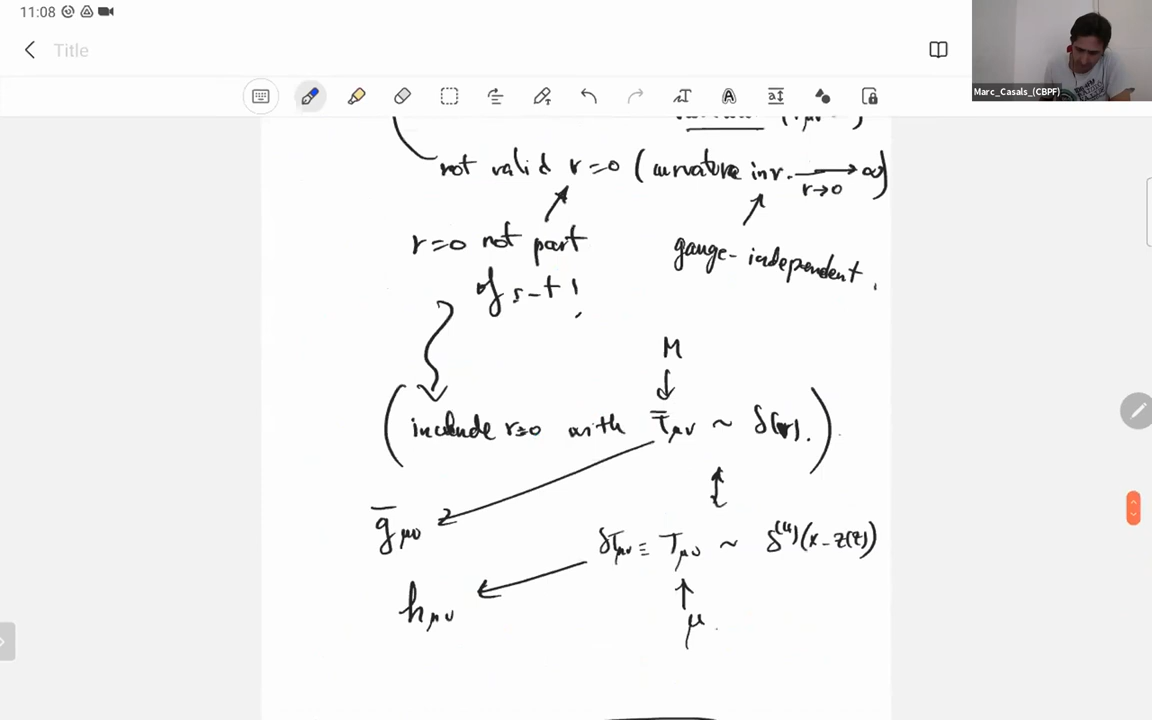 11:08
Title
Marc_Casals_(CBPF)
not valid r=0 (curvature inv. ⟶ ∞)
r→0
r=0 not part
of s-t!
gauge-independent.
M
↓
(include r=0 with T̄μν ~ δ(r).)
ḡμν
δTμν ≡ Tμν ~ δ⁽⁴⁾(x-z(τ))
hμν
↑
μ.